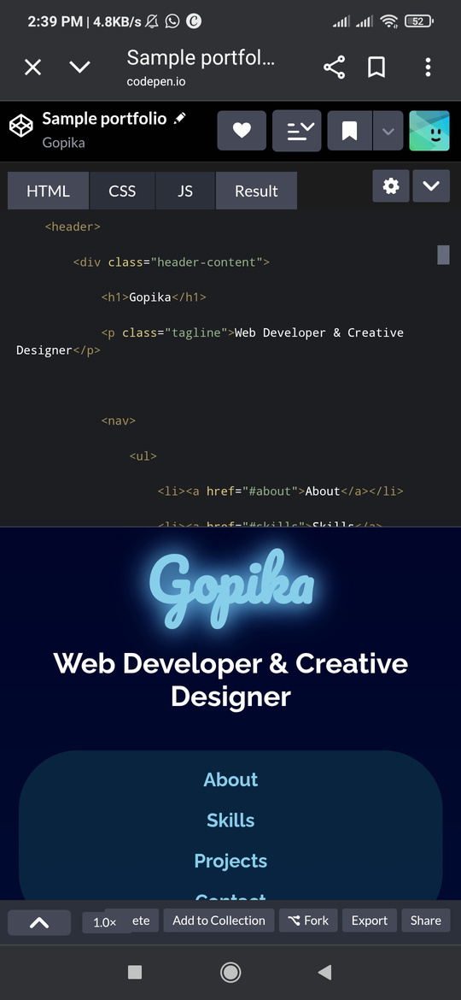 2:39 PM | 4.8KB/s
52
Sample portfol...
codepen.io
Sample portfolio
Gopika
HTML CSS JS Result
<header>
<div class="header-content">
<h1>Gopika</h1>
<p class="tagline">Web Developer & Creative
Designer</p>
<nav>
<ul>
<li><a href="#about">About</a></li>
<li><a href="#skills">Skills</a>
Gopika
Web Developer & Creative
Designer
About
Skills
Projects
Contact
1.0× ete Add to Collection Fork Export Share